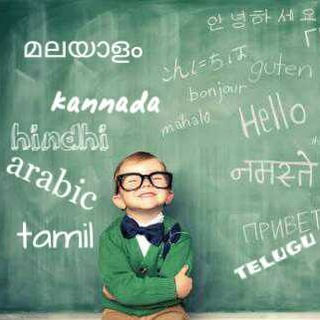 안녕하세요
മലയാളം
こんにちは
guten
bonjour
kannada
mahalo
Hello
hindhi
arabic
नमस्ते
tamil
ПРИВЕТ
TELUGU